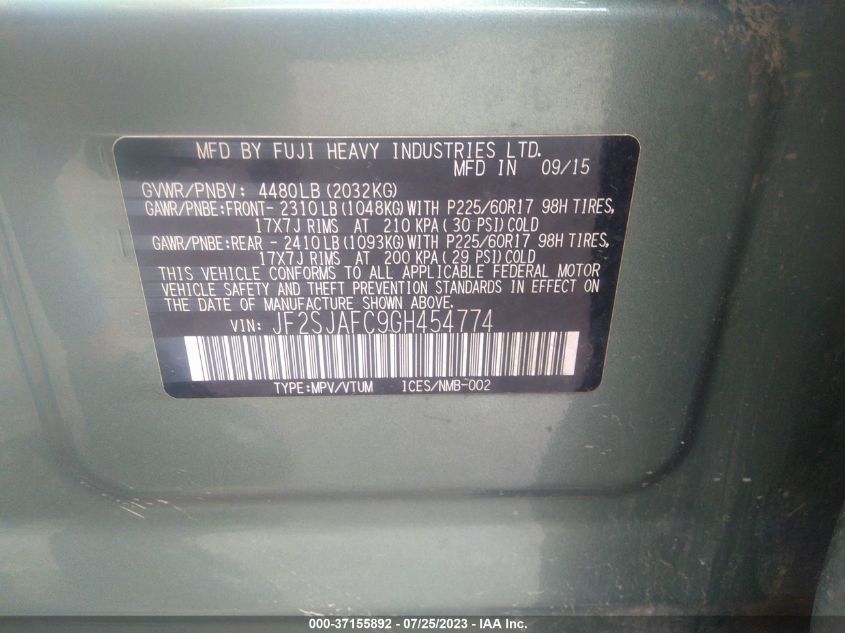 MFD BY FUJI HEAVY INDUSTRIES LTD.
MFD IN 09/15
GVWR/PNBV: 4480LB (2032KG)
GAWR/PNBE:FRONT- 2310LB (1048KG) WITH P225/60R17 98H TIRES,
17X7J RIMS AT 210 KPA ( 30 PSI) COLD
GAWR/PNBE:REAR - 2410LB (1093KG) WITH P225/60R17 98H TIRES,
17X7J RIMS AT 200 KPA ( 29 PSI) COLD
THIS VEHICLE CONFORMS TO ALL APPLICABLE FEDERAL MOTOR
VEHICLE SAFETY AND THEFT PREVENTION STANDARDS IN EFFECT ON
THE DATE OF MANUFACTURE SHOWN ABOVE.
VIN: JF2SJAFC9GH454774
TYPE:MPV/VTUM ICES/NMB-002
000-37155892 - 07/25/2023 - IAA Inc.